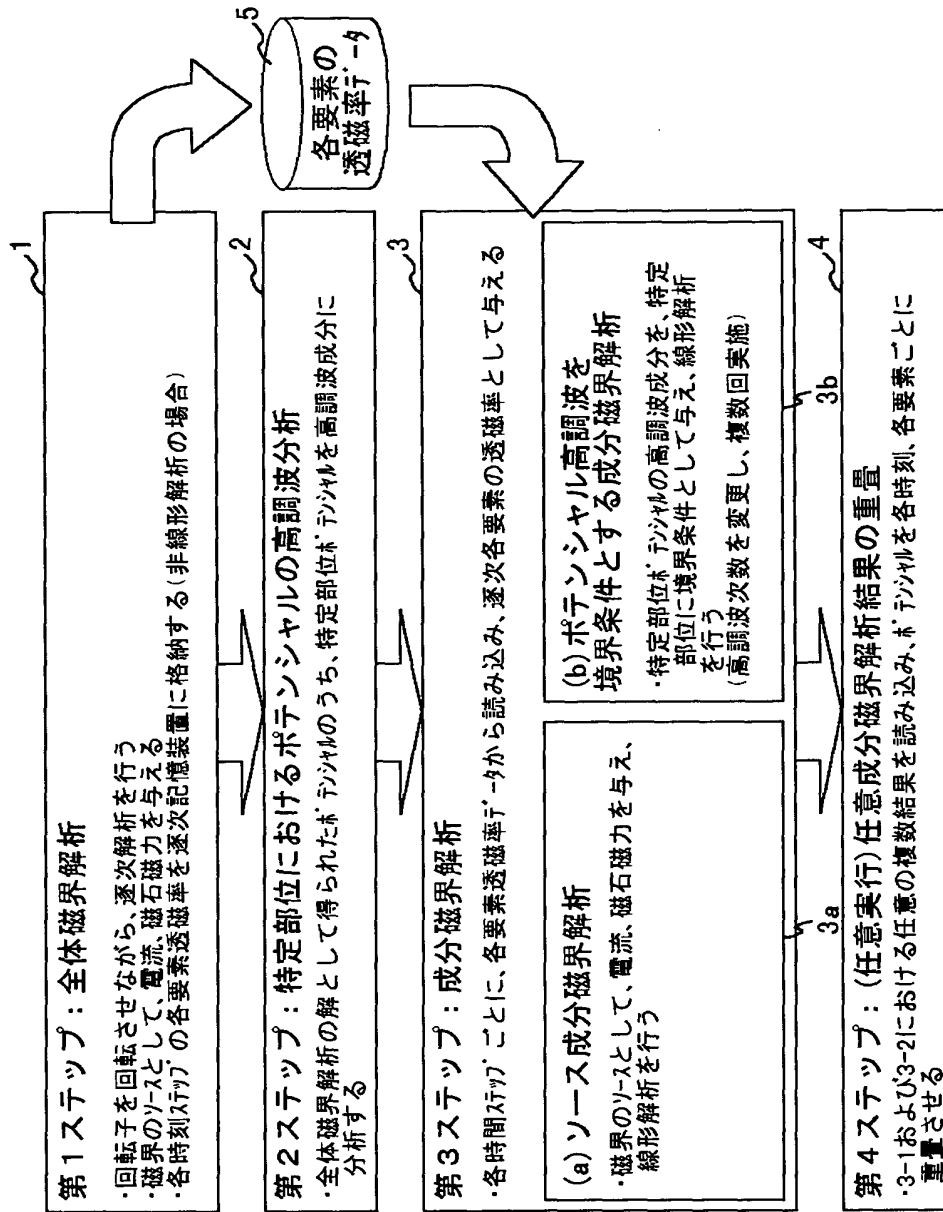 1
第1ステップ：全体磁界解析
・回転子を回転させながら、逐次解析を行う
・磁界のソースとして、電流、磁石磁力を与える
・各時刻ステップの各要素透磁率を逐次記憶装置に格納する(非線形解析の場合)
5
各要素の
透磁率データ
2
第2ステップ：特定部位におけるポテンシャルの高調波分析
・全体磁界解析の解として得られたポテンシャルのうち、特定部位ポテンシャルを高調波成分に
分析する
3
第3ステップ：成分磁界解析
・各時間ステップごとに、各要素透磁率データから読み込み、逐次各要素の透磁率として与える
(a)ソース成分磁界解析
・磁界のソースとして、電流、磁石磁力を与え、
線形解析を行う
3a
(b)ポテンシャル高調波を
境界条件とする成分磁界解析
・特定部位ポテンシャルの高調波成分を、特定
部位に境界条件として与え、線形解析
を行う
(高調波次数を変更し、複数回実施)
3b
4
第4ステップ：(任意実行)任意成分磁界解析結果の重畳
・3-1および3-2における任意の複数結果を読み込み、ポテンシャルを各時刻、各要素ごとに
重畳させる